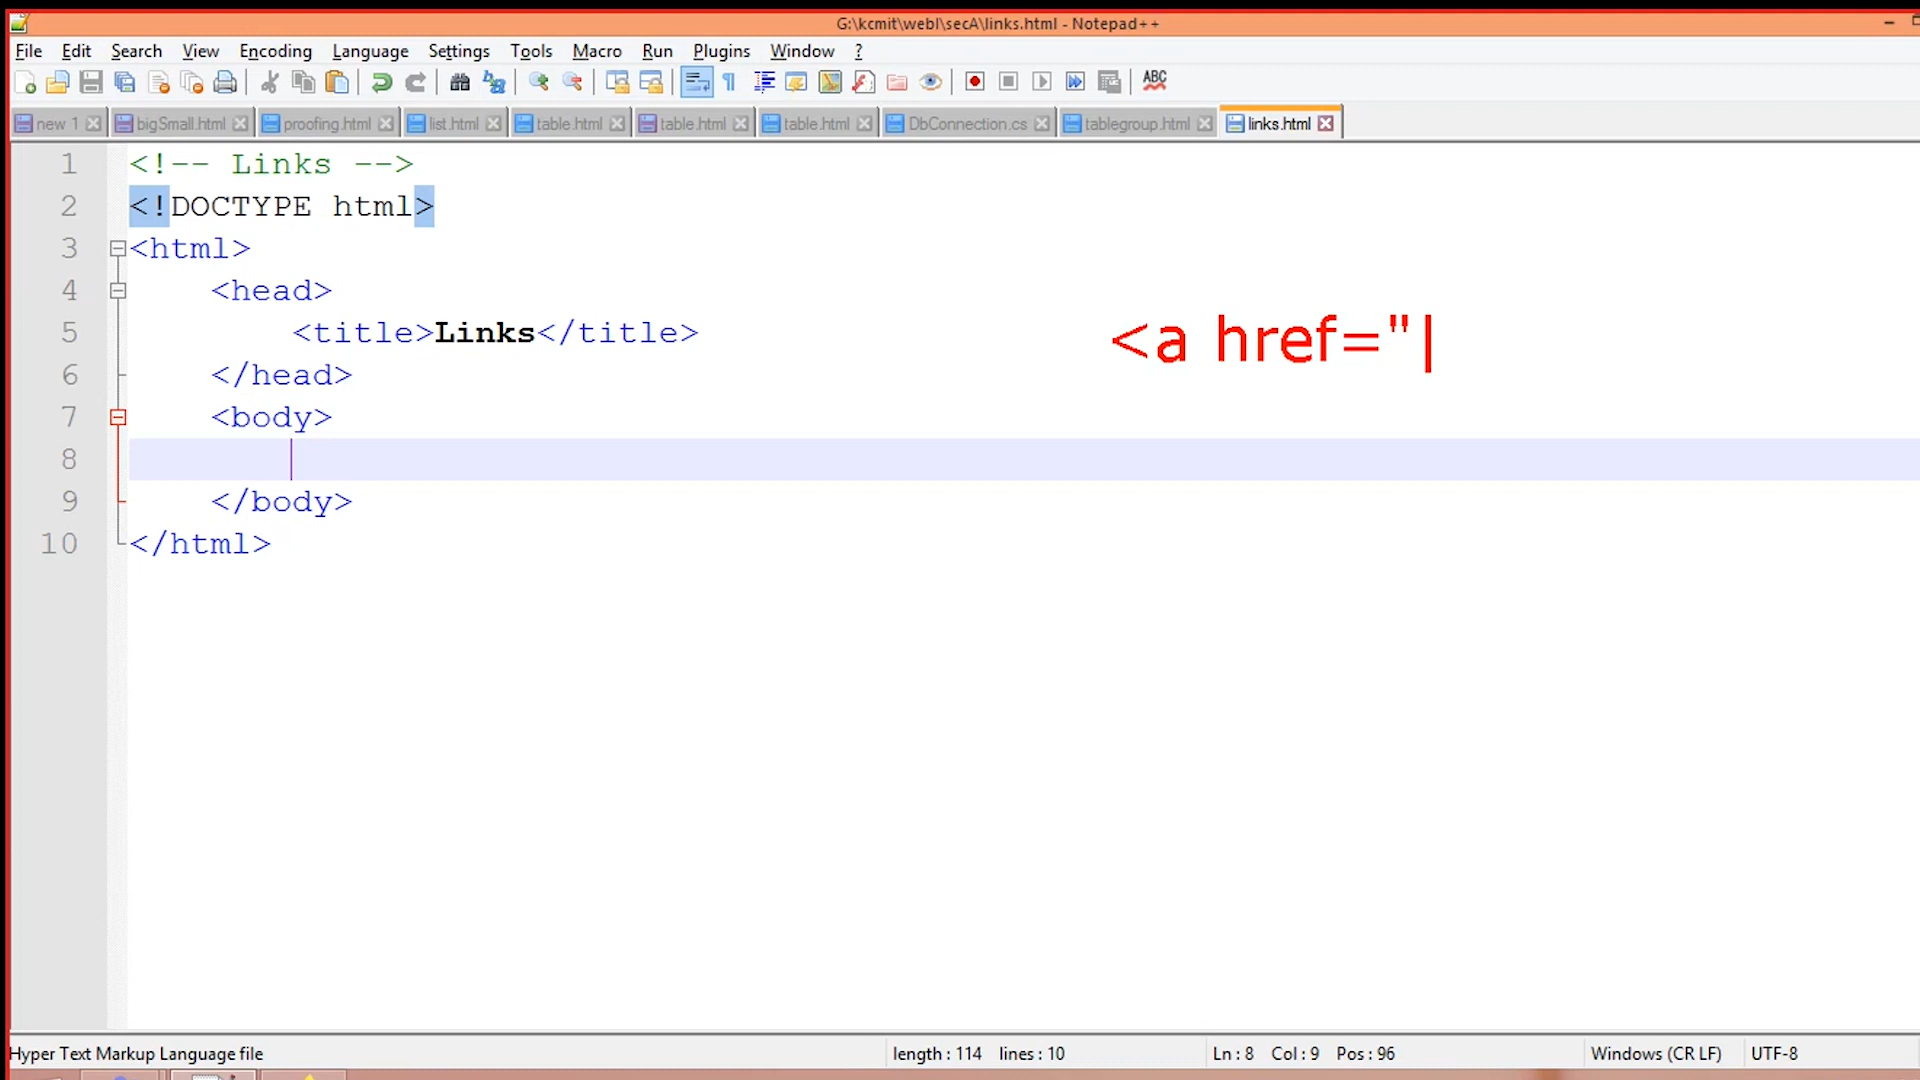 G:\kcmit\webI\secA\links.html - Notepad++
File Edit Search View Encoding Language Settings Tools Macro Run Plugins Window ?
ABC
new 1 bigSmall.html proofing.html list.html table.html table.html table.html DbConnection.cs tablegroup.html links.html
1 <!-- Links -->
2 <!DOCTYPE html>
3 <html>
4 <head>
5 <title>Links</title>
6 </head>
7 <body>
8
9 </body>
10 </html>
<a href="|
Hyper Text Markup Language file length : 114 lines : 10 Ln : 8 Col : 9 Pos : 96 Windows (CR LF) UTF-8